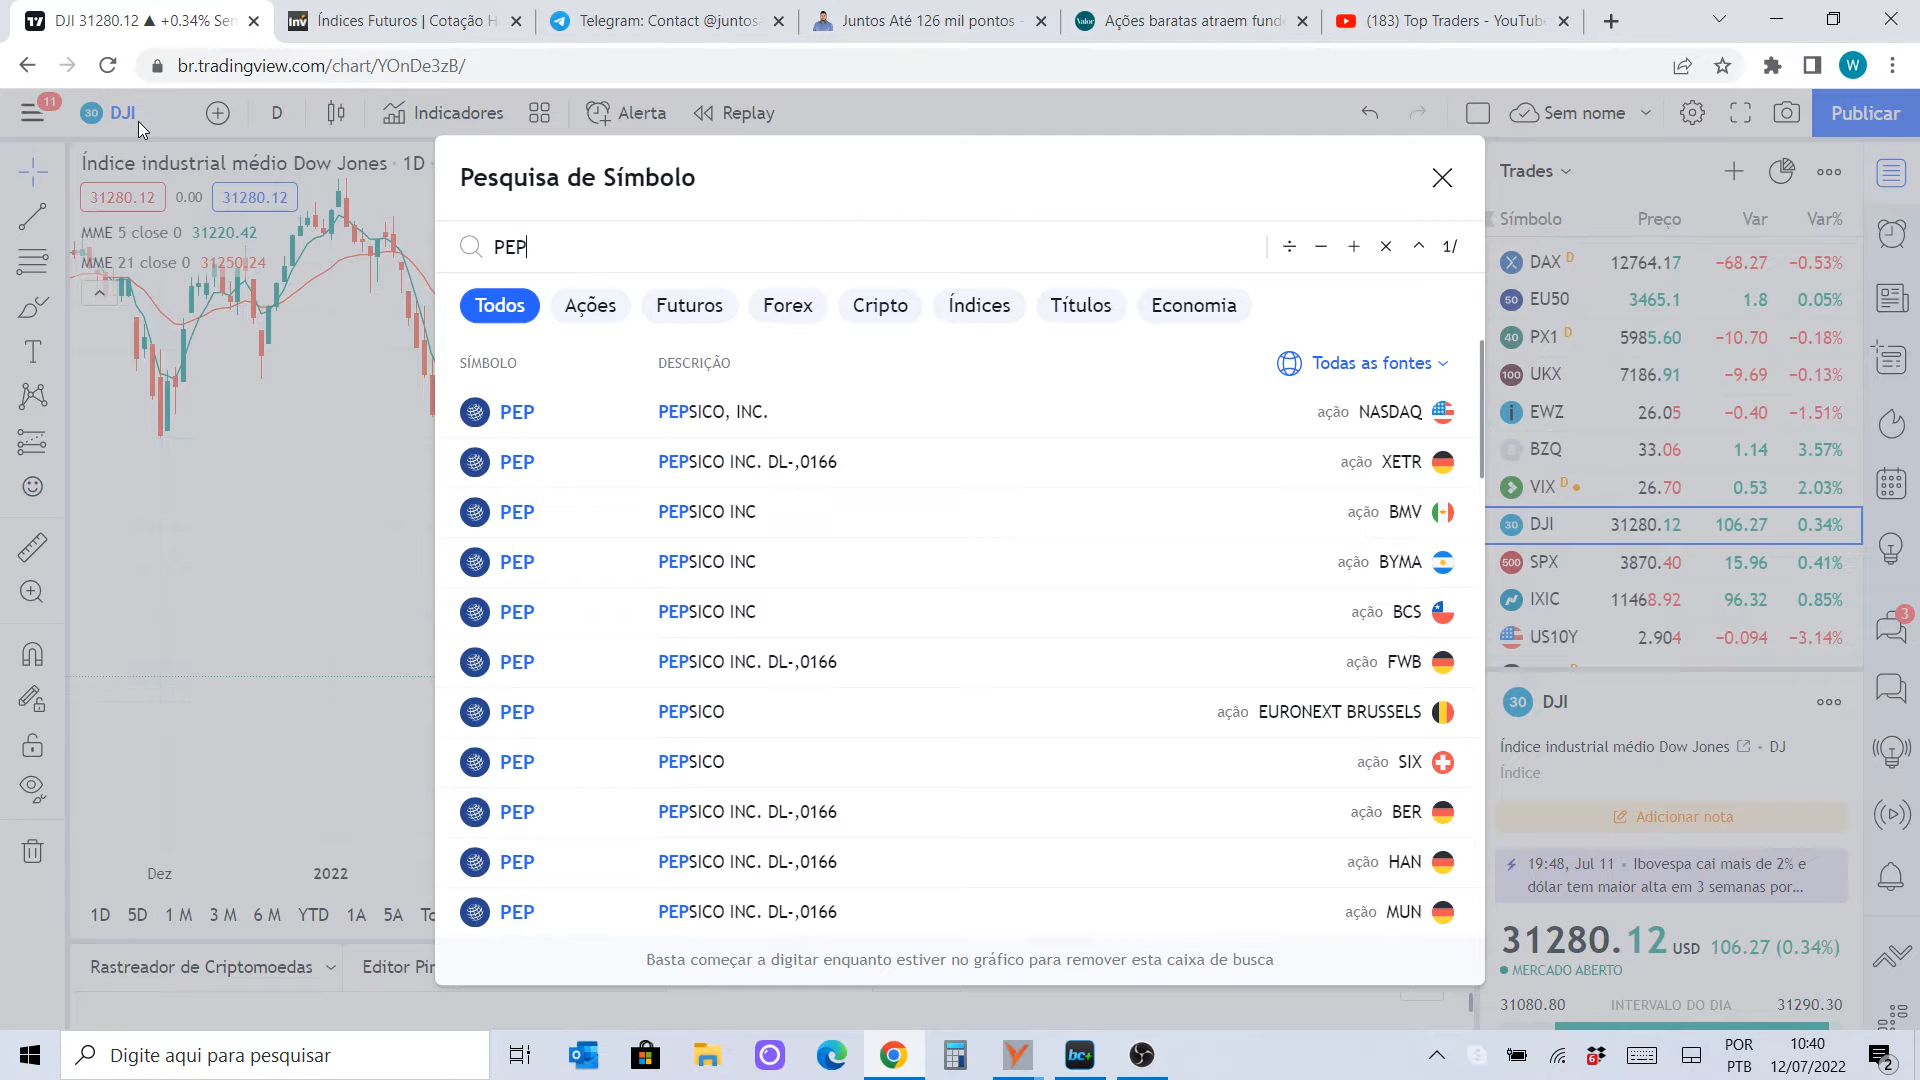 DJI 31280.12 ▲ +0.34% Sen
Índices Futuros | Cotação H
Telegram: Contact @juntos
Juntos Até 126 mil pontos -
Ações baratas atraem fund
(183) Top Traders - YouTube
br.tradingview.com/chart/YOnDe3zB/
W
11
30 DJI
D
Indicadores
Alerta
Replay
Sem nome
Publicar
Índice industrial médio Dow Jones · 1D
31280.12 0.00 31280.12
MME 5 close 0 31220.42
MME 21 close 0 31250.24
Pesquisa de Símbolo
PEP
÷ − + × ^ 1/
Todos Ações Futuros Forex Cripto Índices Títulos Economia
SÍMBOLO DESCRIÇÃO Todas as fontes
PEP PEPSICO, INC. ação NASDAQ
PEP PEPSICO INC. DL-,0166 ação XETR
PEP PEPSICO INC ação BMV
PEP PEPSICO INC ação BYMA
PEP PEPSICO INC ação BCS
PEP PEPSICO INC. DL-,0166 ação FWB
PEP PEPSICO ação EURONEXT BRUSSELS
PEP PEPSICO ação SIX
PEP PEPSICO INC. DL-,0166 ação BER
PEP PEPSICO INC. DL-,0166 ação HAN
PEP PEPSICO INC. DL-,0166 ação MUN
Basta começar a digitar enquanto estiver no gráfico para remover esta caixa de busca
Dez 2022
1D 5D 1 M 3 M 6 M YTD 1A 5A To
Rastreador de Criptomoedas
Editor Pin
Trades
Símbolo Preço Var Var%
DAX D 12764.17 −68.27 −0.53%
50 EU50 3465.1 1.8 0.05%
40 PX1 D 5985.60 −10.70 −0.18%
100 UKX 7186.91 −9.69 −0.13%
EWZ 26.05 −0.40 −1.51%
BZQ 33.06 1.14 3.57%
VIX D 26.70 0.53 2.03%
30 DJI 31280.12 106.27 0.34%
500 SPX 3870.40 15.96 0.41%
IXIC 11468.92 96.32 0.85%
US10Y 2.904 −0.094 −3.14%
3
30 DJI
Índice industrial médio Dow Jones • DJ
Índice
Adicionar nota
19:48, Jul 11 • Ibovespa cai mais de 2% e
dólar tem maior alta em 3 semanas por...
31280.12 USD 106.27 (0.34%)
MERCADO ABERTO
31080.80 INTERVALO DO DIA 31290.30
Digite aqui para pesquisar
bc+
6
POR
PTB
10:40
12/07/2022
2